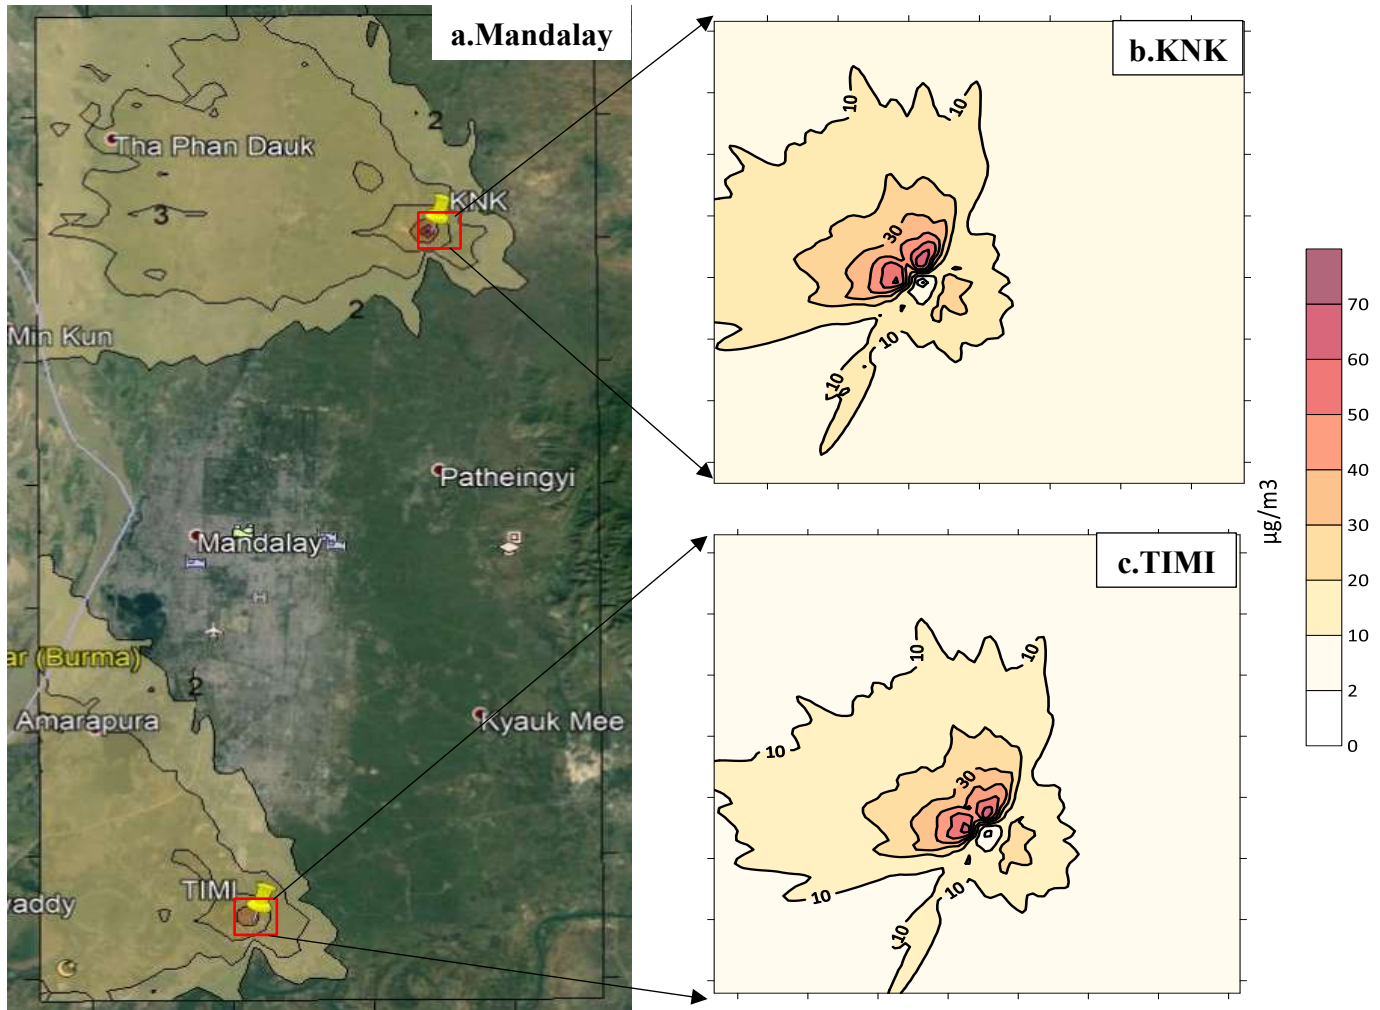 a.Mandalay
2
Tha Phan Dauk
KNK
3
2
Min Kun
Patheingyi
Mandalay
H
ar (Burma)
2
Amarapura
Kyauk Mee
TIMI
yaddy
b.KNK
10
10
30
10
10
c.TIMI
10
10
10
30
10
10
10
70
60
50
40
30
20
10
2
0
µg/m3